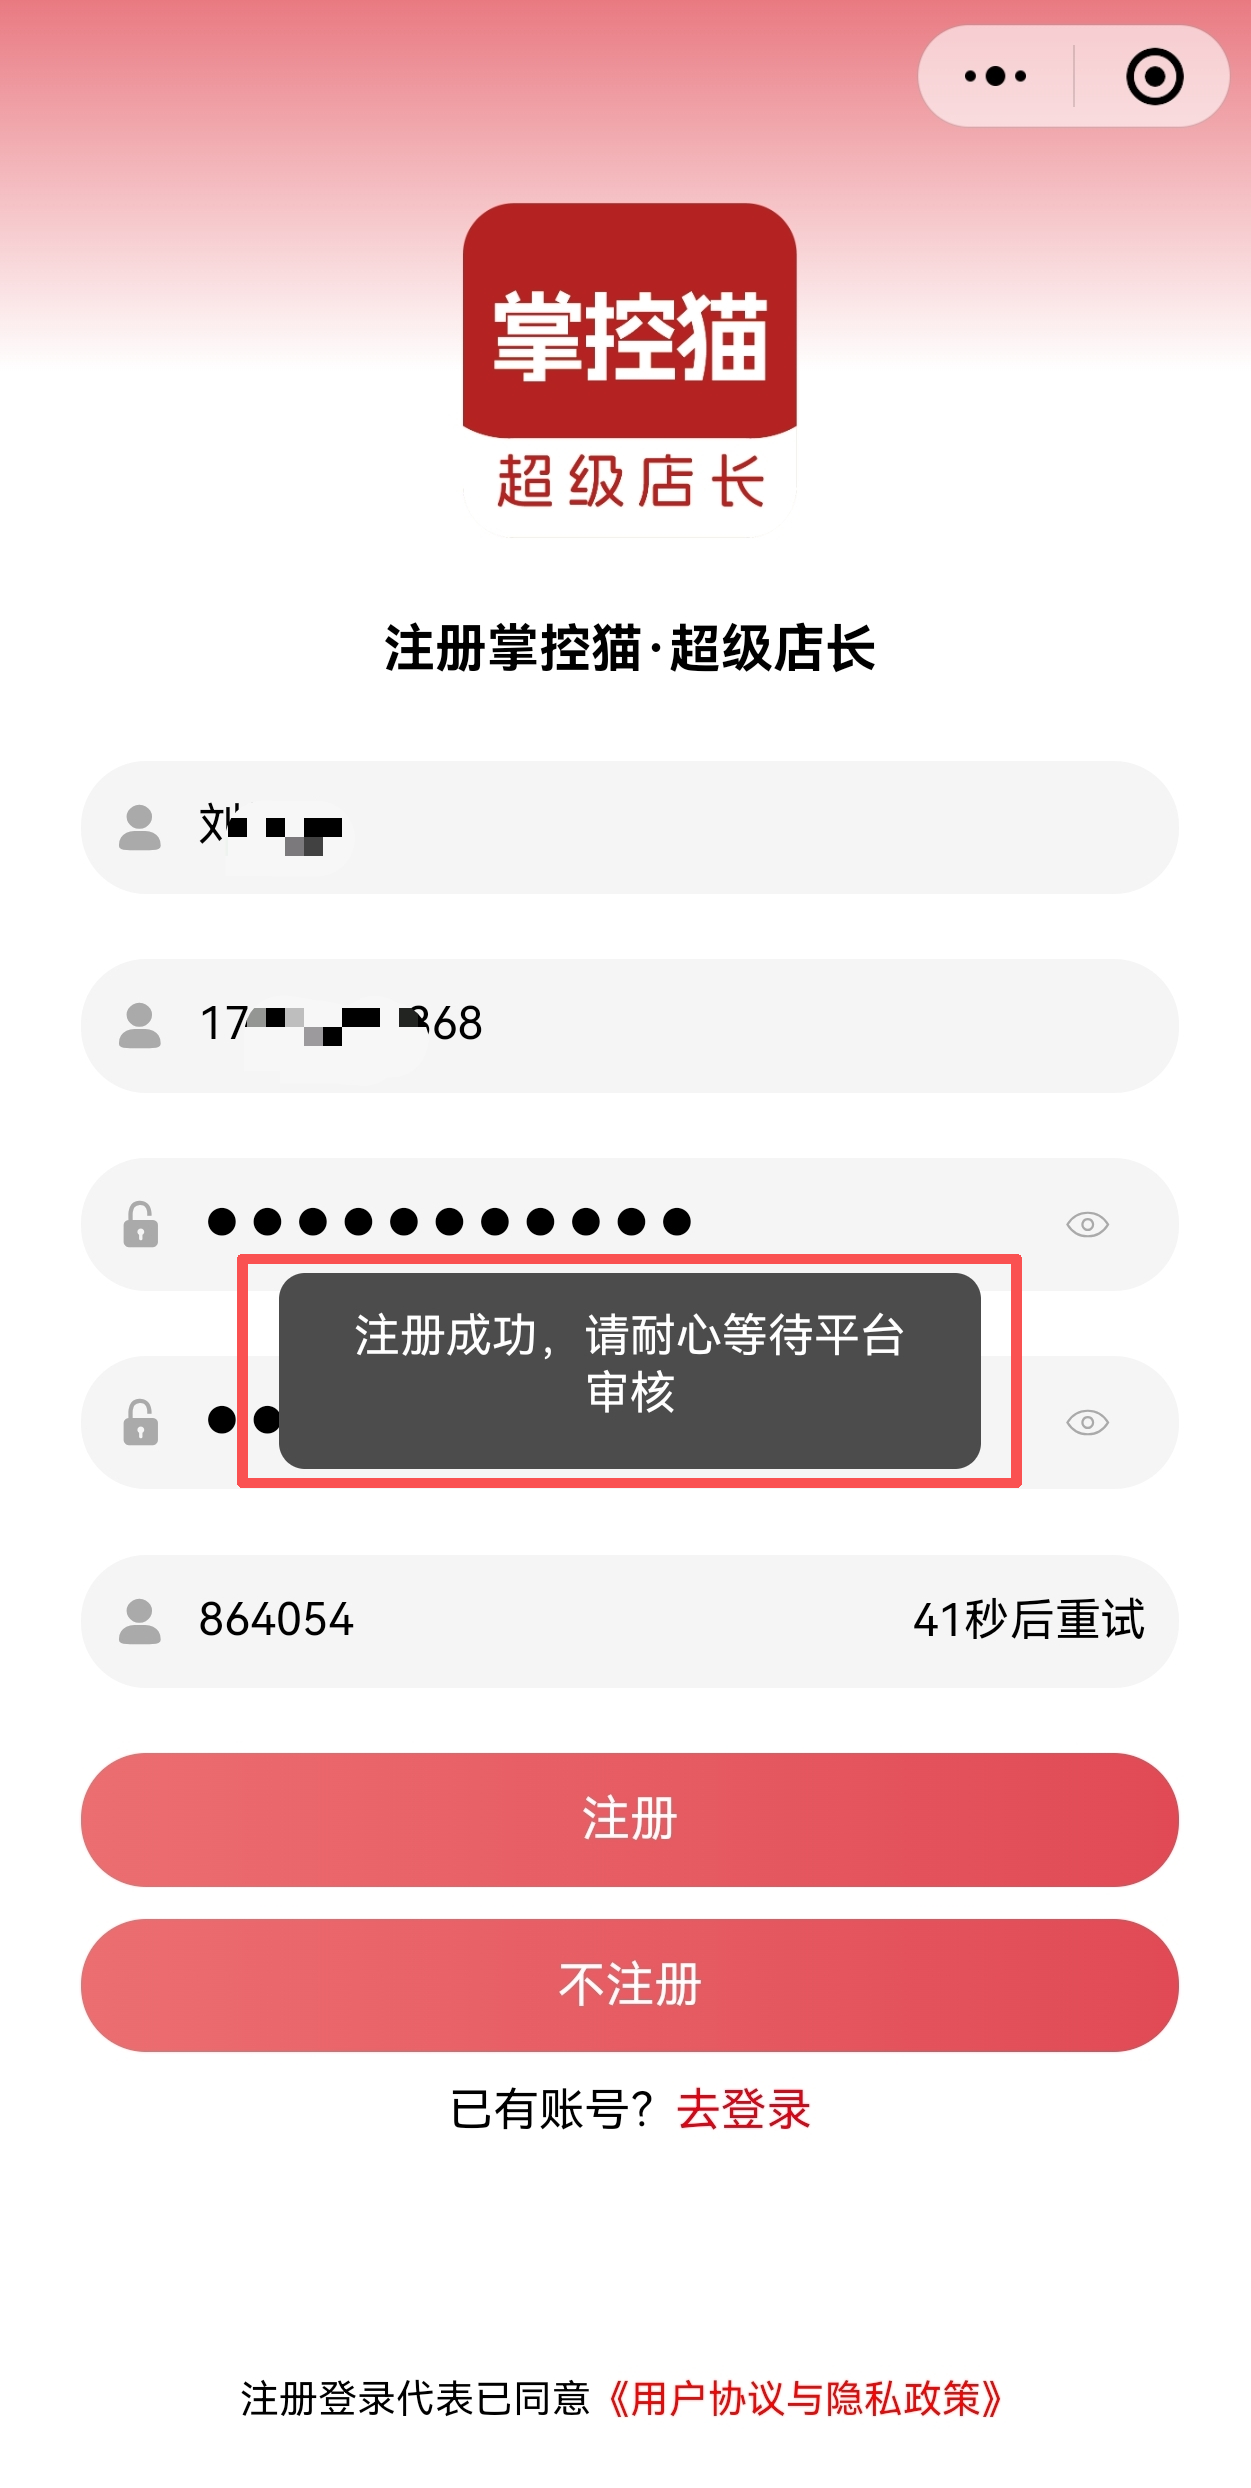 掌控猫
超级店长
注册掌控猫·超级店长
刘
17 868
●●●●●●●●●●●
注册成功，请耐心等待平台
审核
●●
864054 41秒后重试
注册
不注册
已有账号？去登录
注册登录代表已同意《用户协议与隐私政策》